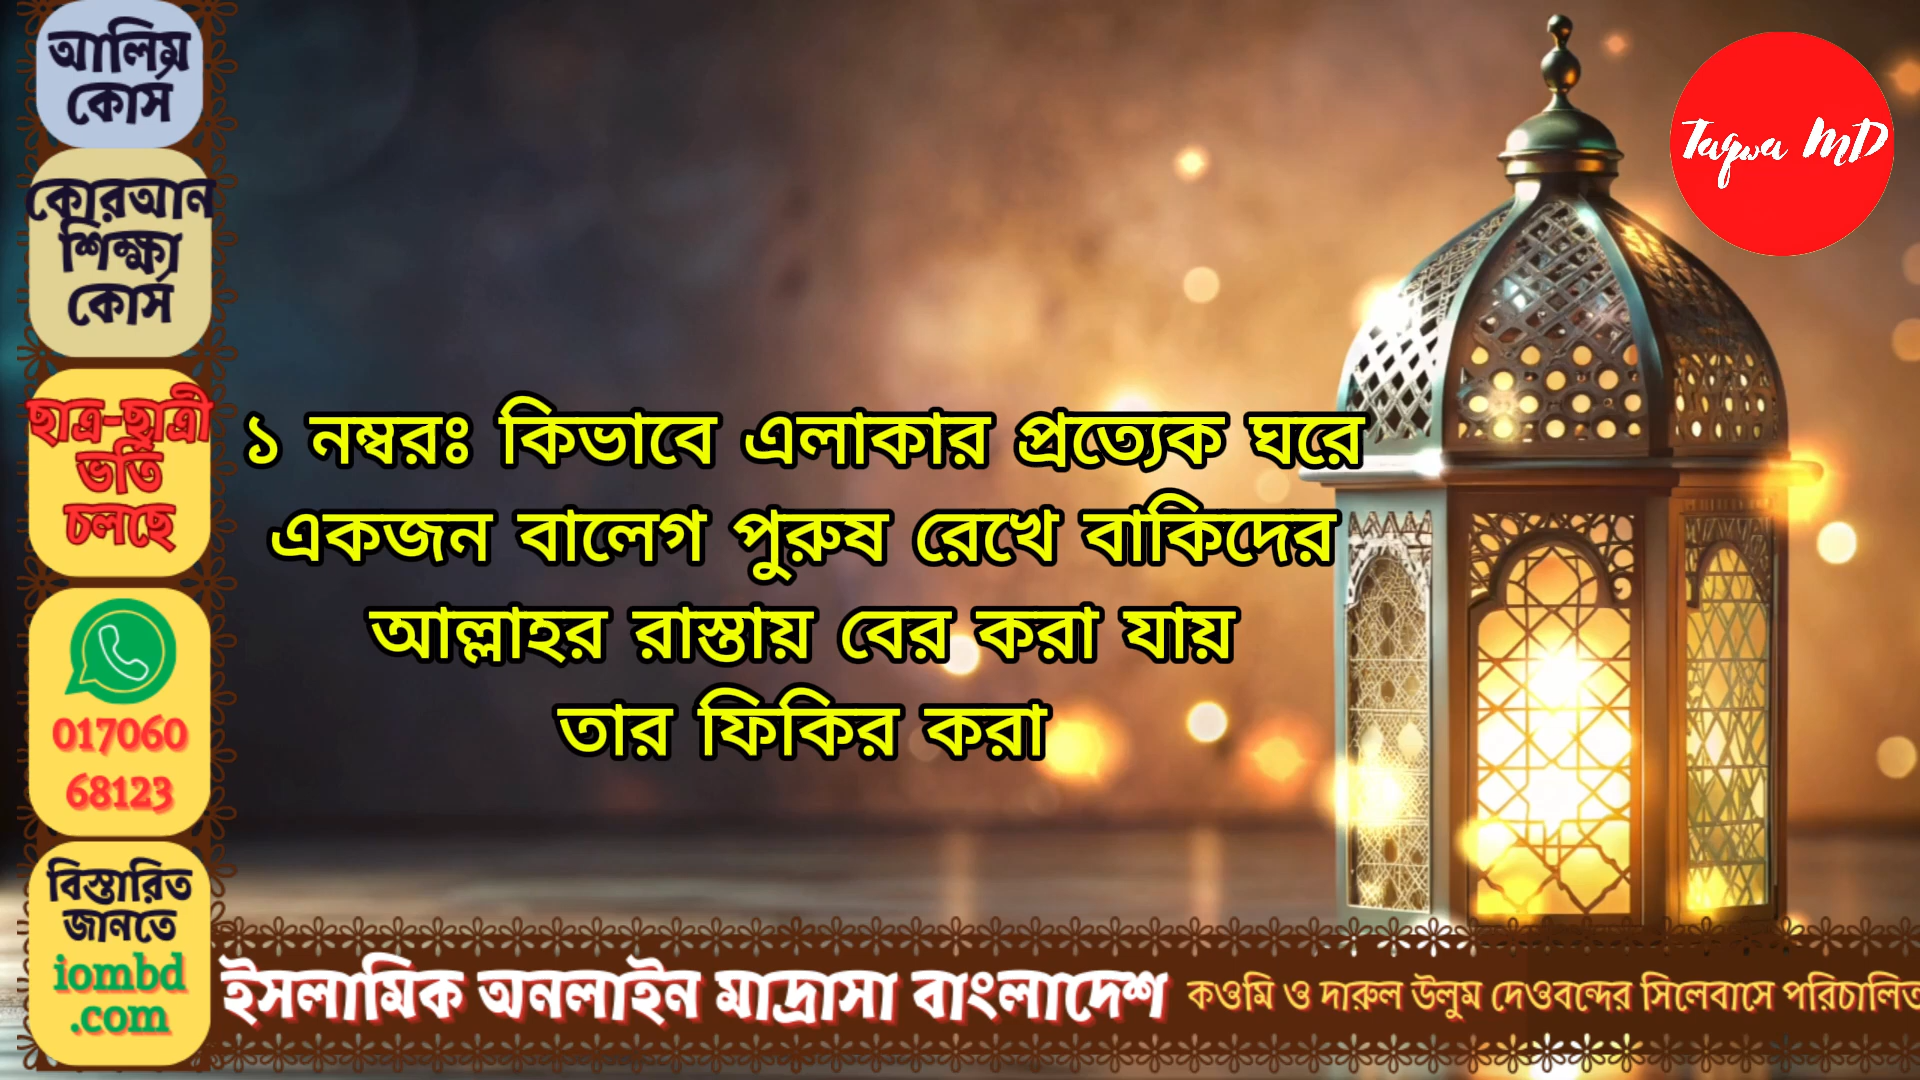 আলিম
কোর্স
কোরআন
শিক্ষা
কোর্স
ছাত্র-ছাত্রী
ভর্তি
চলছে
017060
68123
বিস্তারিত
জানতে
iombd
.com
Taqwa MD
১ নম্বরঃ কিভাবে এলাকার প্রত্যেক ঘরে
একজন বালেগ পুরুষ রেখে বাকিদের
আল্লাহর রাস্তায় বের করা যায়
তার ফিকির করা
ইসলামিক অনলাইন মাদ্রাসা বাংলাদেশ কওমি ও দারুল উলুম দেওবন্দের সিলেবাসে পরিচালিত